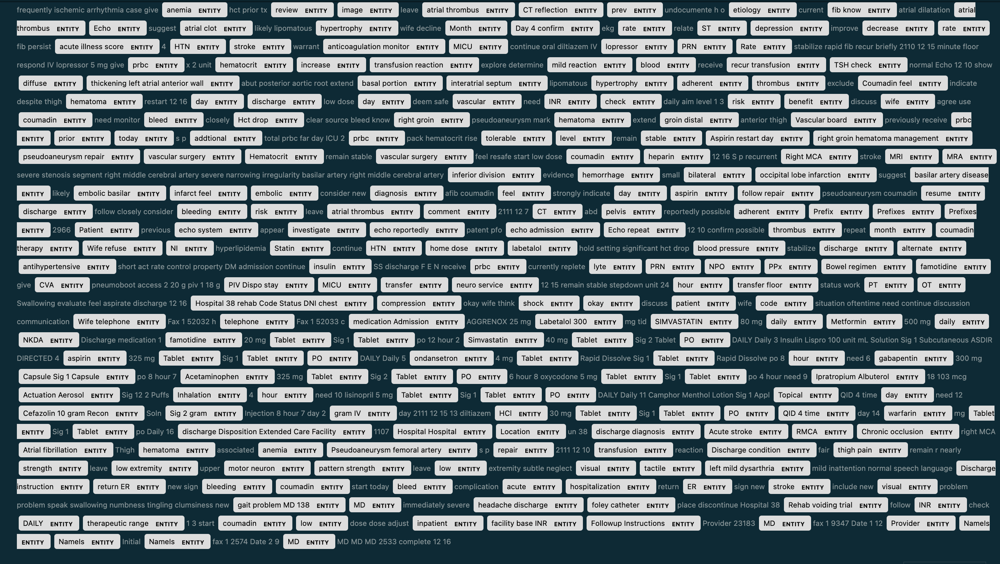 frequently ischemic arrhythmia case give anemia ENTITY hct prior tx review ENTITY image ENTITY leave atrial thrombus ENTITY CT reflection ENTITY prev ENTITY undocumente h o etiology ENTITY current fib know ENTITY atrial dilatation atrial
thrombus ENTITY Echo ENTITY suggest atrial clot ENTITY likely lipomatous hypertrophy ENTITY wife decline Month ENTITY Day 4 confirm ENTITY ekg rate ENTITY relate ST ENTITY depression ENTITY improve decrease ENTITY rate ENTITY
fib persist acute illness score ENTITY 4 HTN ENTITY stroke ENTITY warrant anticoagulation monitor ENTITY MICU ENTITY continue oral diltiazem IV lopressor ENTITY PRN ENTITY Rate ENTITY stabilize rapid fib recur briefly 2110 12 15 minute floor
respond IV lopressor 5 mg give prbc ENTITY x 2 unit hematocrit ENTITY increase ENTITY transfusion reaction ENTITY explore determine mild reaction ENTITY blood ENTITY receive recur transfusion ENTITY TSH check ENTITY normal Echo 12 10 show
diffuse ENTITY thickening left atrial anterior wall ENTITY abut posterior aortic root extend basal portion ENTITY interatrial septum ENTITY lipomatous hypertrophy ENTITY adherent ENTITY thrombus ENTITY exclude Coumadin feel ENTITY indicate
despite thigh hematoma ENTITY restart 12 16 day ENTITY discharge ENTITY low dose day ENTITY deem safe vascular ENTITY need INR ENTITY check ENTITY daily aim level 1 3 risk ENTITY benefit ENTITY discuss wife ENTITY agree use
coumadin ENTITY need monitor bleed ENTITY closely Hct drop ENTITY clear source bleed know right groin ENTITY pseudoaneurysm mark hematoma ENTITY extend groin distal ENTITY anterior thigh Vascular board ENTITY previously receive prbc
ENTITY prior ENTITY today ENTITY s p addtional ENTITY total prbc far day ICU 2 prbc ENTITY pack hematocrit rise tolerable ENTITY level ENTITY remain stable ENTITY Aspirin restart day ENTITY right groin hematoma management ENTITY
pseudoaneurysm repair ENTITY vascular surgery ENTITY Hematocrit ENTITY remain stable vascular surgery ENTITY feel resafe start low dose coumadin ENTITY heparin ENTITY 12 16 S p recurrent Right MCA ENTITY stroke MRI ENTITY MRA ENTITY
severe stenosis segment right middle cerebral artery severe narrowing irregularity basilar artery right middle cerebral artery inferior division ENTITY evidence hemorrhage ENTITY small bilateral ENTITY occipital lobe infarction ENTITY suggest basilar artery disease
ENTITY likely embolic basilar ENTITY infarct feel ENTITY embolic ENTITY consider new diagnosis ENTITY afib coumadin feel ENTITY strongly indicate day ENTITY aspirin ENTITY follow repair ENTITY pseudoaneurysm coumadin resume ENTITY
discharge ENTITY follow closely consider bleeding ENTITY risk ENTITY leave atrial thrombus ENTITY comment ENTITY 2111 12 7 CT ENTITY abd pelvis ENTITY reportedly possible adherent ENTITY Prefix ENTITY Prefixes ENTITY Prefixes
ENTITY 2966 Patient ENTITY previous echo system ENTITY appear investigate ENTITY echo reportedly ENTITY patent pfo echo admission ENTITY Echo repeat ENTITY 12 10 confirm possible thrombus ENTITY repeat month ENTITY coumadin
therapy ENTITY Wife refuse ENTITY NI ENTITY hyperlipidemia Statin ENTITY continue HTN ENTITY home dose ENTITY labetalol ENTITY hold setting significant hct drop blood pressure ENTITY stabilize discharge ENTITY alternate ENTITY
antihypertensive ENTITY short act rate control property DM admission continue insulin ENTITY SS discharge F E N receive prbc ENTITY currently replete lyte ENTITY PRN ENTITY NPO ENTITY PPx ENTITY Bowel regimen ENTITY famotidine ENTITY
give CVA ENTITY pneumoboot access 2 20 g piv 1 18 g PIV Dispo stay ENTITY MICU ENTITY transfer ENTITY neuro service ENTITY 12 15 remain stable stepdown unit 24 hour ENTITY transfer floor ENTITY status work PT ENTITY OT ENTITY
Swallowing evaluate feel aspirate discharge 12 16 Hospital 38 rehab Code Status DNI chest ENTITY compression ENTITY okay wife think shock ENTITY okay ENTITY discuss patient ENTITY wife code ENTITY situation oftentime need continue discussion
communication Wife telephone ENTITY Fax 1 52032 h telephone ENTITY Fax 1 52033 c medication Admission ENTITY AGGRENOX 25 mg Labetalol 300 ENTITY mg tid SIMVASTATIN ENTITY 80 mg daily ENTITY Metformin ENTITY 500 mg daily ENTITY
NKDA ENTITY Discharge medication 1 famotidine ENTITY 20 mg Tablet ENTITY Sig 1 Tablet ENTITY po 12 hour 2 Simvastatin ENTITY 40 mg Tablet ENTITY Sig 2 Tablet PO ENTITY DAILY Daily 3 Insulin Lispro 100 unit mL Solution Sig 1 Subcutaneous ASDIR
DIRECTED 4 aspirin ENTITY 325 mg Tablet ENTITY Sig 1 Tablet ENTITY PO ENTITY DAILY Daily 5 ondansetron ENTITY 4 mg Tablet ENTITY Rapid Dissolve Sig 1 Tablet ENTITY Rapid Dissolve po 8 hour ENTITY need 6 gabapentin ENTITY 300 mg
Capsule Sig 1 Capsule ENTITY po 8 hour 7 Acetaminophen ENTITY 325 mg Tablet ENTITY Sig 2 Tablet ENTITY PO ENTITY 6 hour 8 oxycodone 5 mg Tablet ENTITY Sig 1 Tablet ENTITY po 4 hour need 9 Ipratropium Albuterol ENTITY 18 103 mcg
Actuation Aerosol ENTITY Sig 12 2 Puffs Inhalation ENTITY 4 hour ENTITY need 10 lisinopril 5 mg Tablet ENTITY Sig 1 Tablet ENTITY PO ENTITY DAILY Daily 11 Camphor Menthol Lotion Sig 1 Appl Topical ENTITY QID 4 time day ENTITY need 12
Cefazolin 10 gram Recon ENTITY Soln Sig 2 gram ENTITY Injection 8 hour 7 day 2 gram IV ENTITY day 2111 12 15 13 diltiazem HCl ENTITY 30 mg Tablet ENTITY Sig 1 Tablet ENTITY PO ENTITY QID 4 time ENTITY day 14 warfarin ENTITY mg Tablet
ENTITY Sig 1 Tablet ENTITY po Daily 16 discharge Disposition Extended Care Facility ENTITY 1107 Hospital Hospital ENTITY Location ENTITY un 38 discharge diagnosis ENTITY Acute stroke ENTITY RMCA ENTITY Chronic occlusion ENTITY right MCA
Atrial fibrillation ENTITY Thigh hematoma ENTITY associated anemia ENTITY Pseudoaneurysm femoral artery ENTITY s p repair ENTITY 2111 12 10 transfusion ENTITY reaction Discharge condition ENTITY fair thigh pain ENTITY remain r nearly
strength ENTITY leave low extremity ENTITY upper motor neuron ENTITY pattern strength ENTITY leave low ENTITY extremity subtle neglect visual ENTITY tactile ENTITY left mild dysarthria ENTITY mild inattention normal speech language Discharge
instruction ENTITY return ER ENTITY new sign bleeding ENTITY coumadin ENTITY start today bleed ENTITY complication acute ENTITY hospitalization ENTITY return ER ENTITY sign new stroke ENTITY include new visual ENTITY problem
problem speak swallowing numbness tingling clumsiness new gait problem MD 138 ENTITY MD ENTITY immediately severe headache discharge ENTITY foley catheter ENTITY place discontinue Hospital 38 Rehab voiding trial ENTITY follow INR ENTITY check
DAILY ENTITY therapeutic range ENTITY 1 3 start coumadin ENTITY low ENTITY dose dose adjust inpatient ENTITY facility base INR ENTITY Followup Instructions ENTITY Provider 23183 MD ENTITY fax 1 9347 Date 1 12 Provider ENTITY NameIs
ENTITY NameIs ENTITY Initial NameIs ENTITY fax 1 2574 Date 2 9 MD ENTITY MD MD MD 2533 complete 12 16